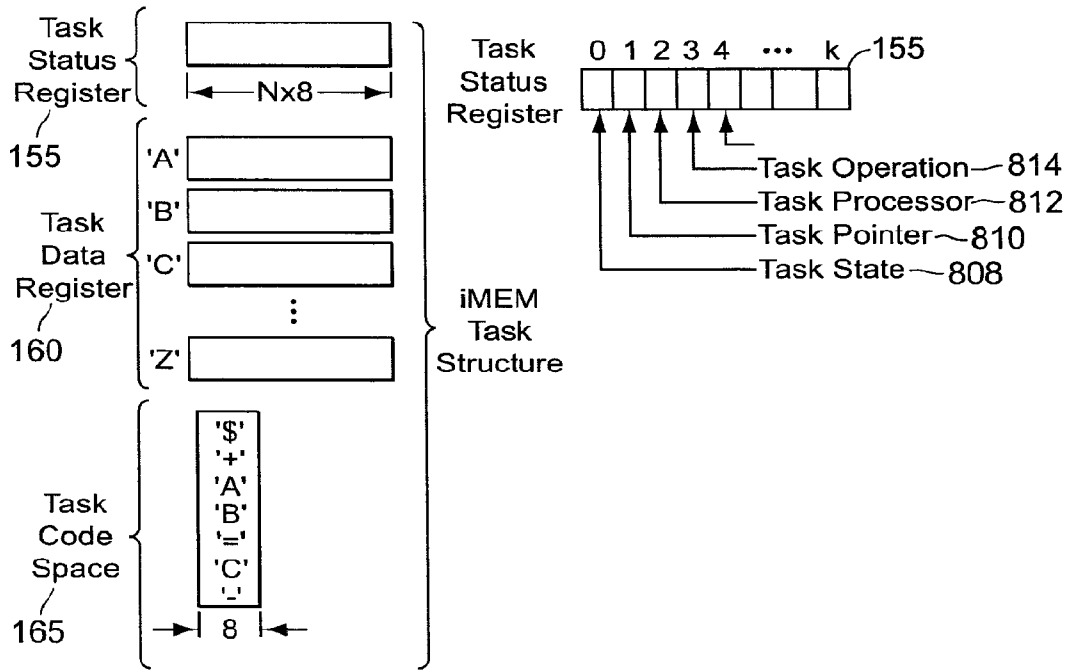 Task
Status
Register
155
Nx8
Task
Data
Register
160
'A'
'B'
'C'
⋮
'Z'
Task
Code
Space
165
'$'
'+'
'A'
'B'
'='
'C'
'-'
8
iMEM
Task
Structure
Task
Status
Register
0 1 2 3 4 ... k
155
Task Operation 814
Task Processor 812
Task Pointer 810
Task State 808